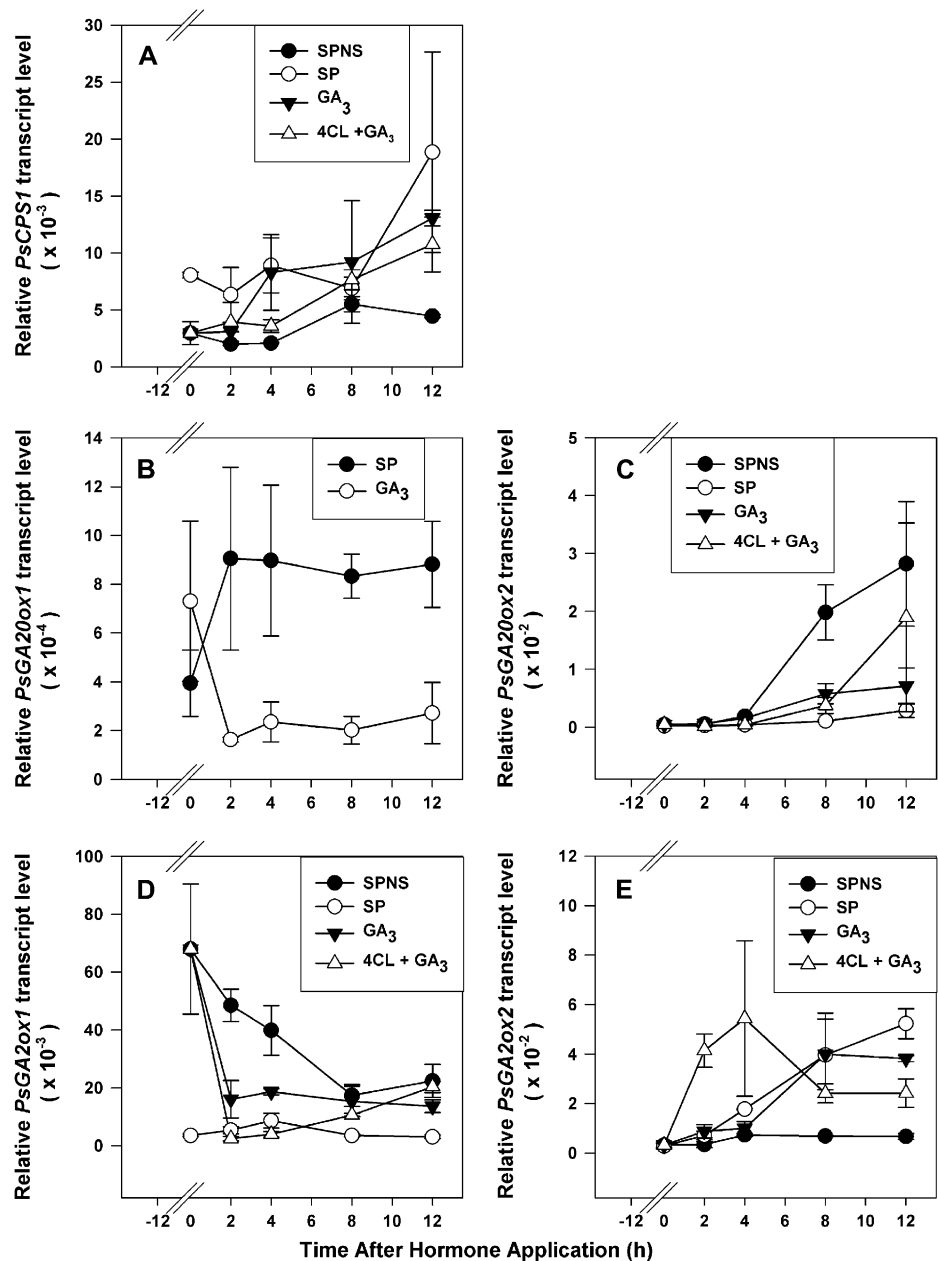 A
Relative PsCPS1 transcript level
( x 10-3 )
30
25
20
15
10
5
0
SPNS
SP
GA3
4CL +GA3
-12 0 2 4 6 8 10 12
B
Relative PsGA20ox1 transcript level
( x 10-4 )
14
12
10
8
6
4
2
0
SP
GA3
-12 0 2 4 6 8 10 12
C
Relative PsGA20ox2 transcript level
( x 10-2 )
5
4
3
2
1
0
SPNS
SP
GA3
4CL + GA3
-12 0 2 4 6 8 10 12
D
Relative PsGA2ox1 transcript level
( x 10-3 )
100
80
60
40
20
0
SPNS
SP
GA3
4CL + GA3
-12 0 2 4 6 8 10 12
E
Relative PsGA2ox2 transcript level
( x 10-2 )
12
10
8
6
4
2
0
SPNS
SP
GA3
4CL + GA3
-12 0 2 4 6 8 10 12
Time After Hormone Application (h)